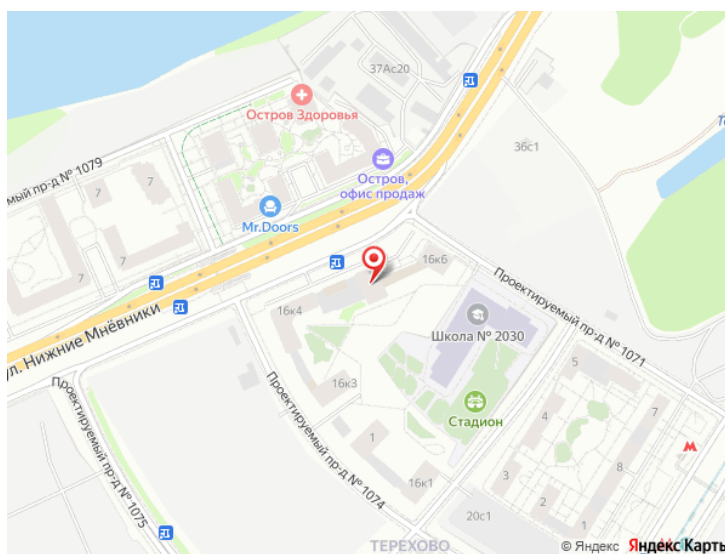 37Ас20
Остров Здоровья
36с1
Проектируемый пр-д № 1079
Остров,
офис продаж
7
7
Mr.Doors
7
7
16к6
Проектируемый пр-д № 1071
ул. Нижние Мнёвники
16к4
Школа № 2030
5
16к3
Стадион
4
7
Проектируемый пр-д № 1075
Проектируемый пр-д № 1074
1
3
8
16к1
2
1
20с1
ТЕРЕХОВО
© Яндекс
Яндекс Карты